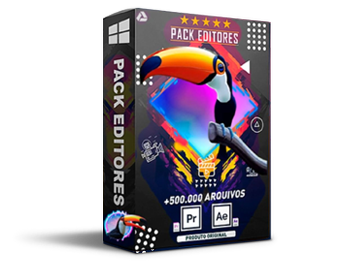 PACK EDITORES
PACK EDITORES
+500.000 ARQUIVOS
Pr
Ae
PRODUTO ORIGINAL